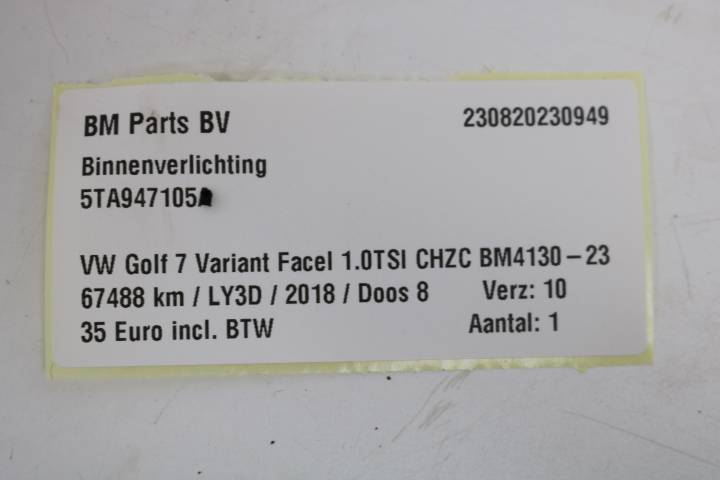 BM Parts BV 230820230949
Binnenverlichting
5TA947105
VW Golf 7 Variant Facel 1.0TSI CHZC BM4130-23
67488 km / LY3D / 2018 / Doos 8 Verz: 10
35 Euro incl. BTW Aantal: 1